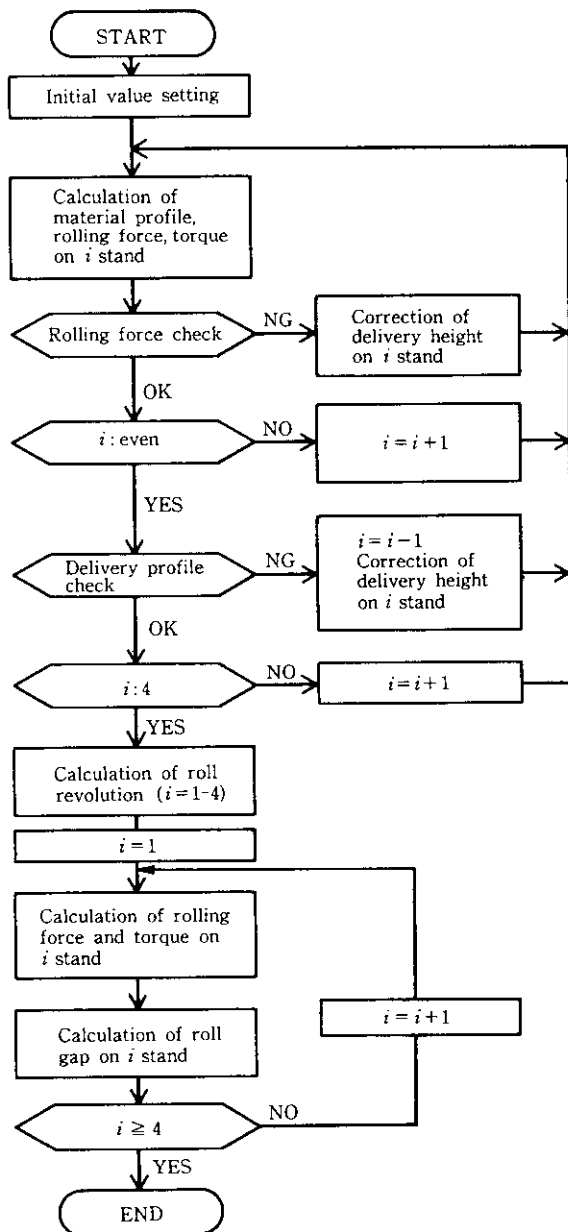 START
Initial value setting
Calculation of
material profile,
rolling force, torque
on i stand
Rolling force check
NG
Correction of
delivery height
on i stand
OK
i : even
NO
i = i + 1
YES
Delivery profile
check
NG
i = i − 1
Correction of
delivery height
on i stand
OK
i : 4
NO
i = i + 1
YES
Calculation of roll
revolution (i = 1-4)
i = 1
Calculation of rolling
force and torque on
i stand
i = i + 1
Calculation of roll
gap on i stand
i ≧ 4
NO
YES
END